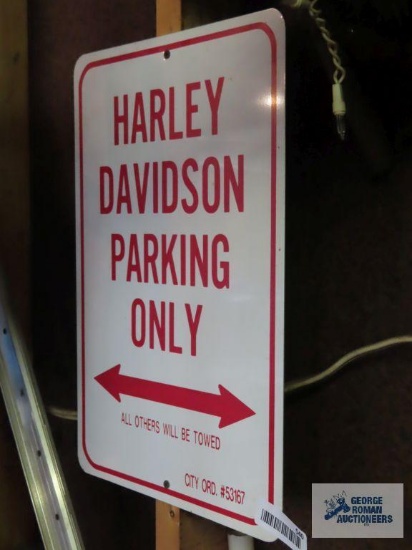 HARLEY
DAVIDSON
PARKING
ONLY
ALL OTHERS WILL BE TOWED
CITY ORD. #53167
GEORGE
ROMAN
AUCTIONEERS